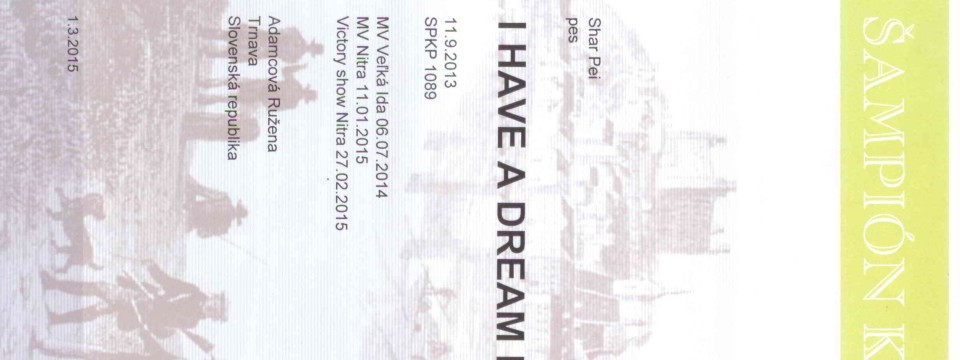 ŠAMPIÓN K
Shar Pei
pes
I HAVE A DREAM
11.9.2013
SPKP 1089
MV Veľká Ida 06.07.2014
MV Nitra 11.01.2015
Victory show Nitra 27.02.2015
Adamcová Ružena
Trnava
Slovenská republika
1.3.2015